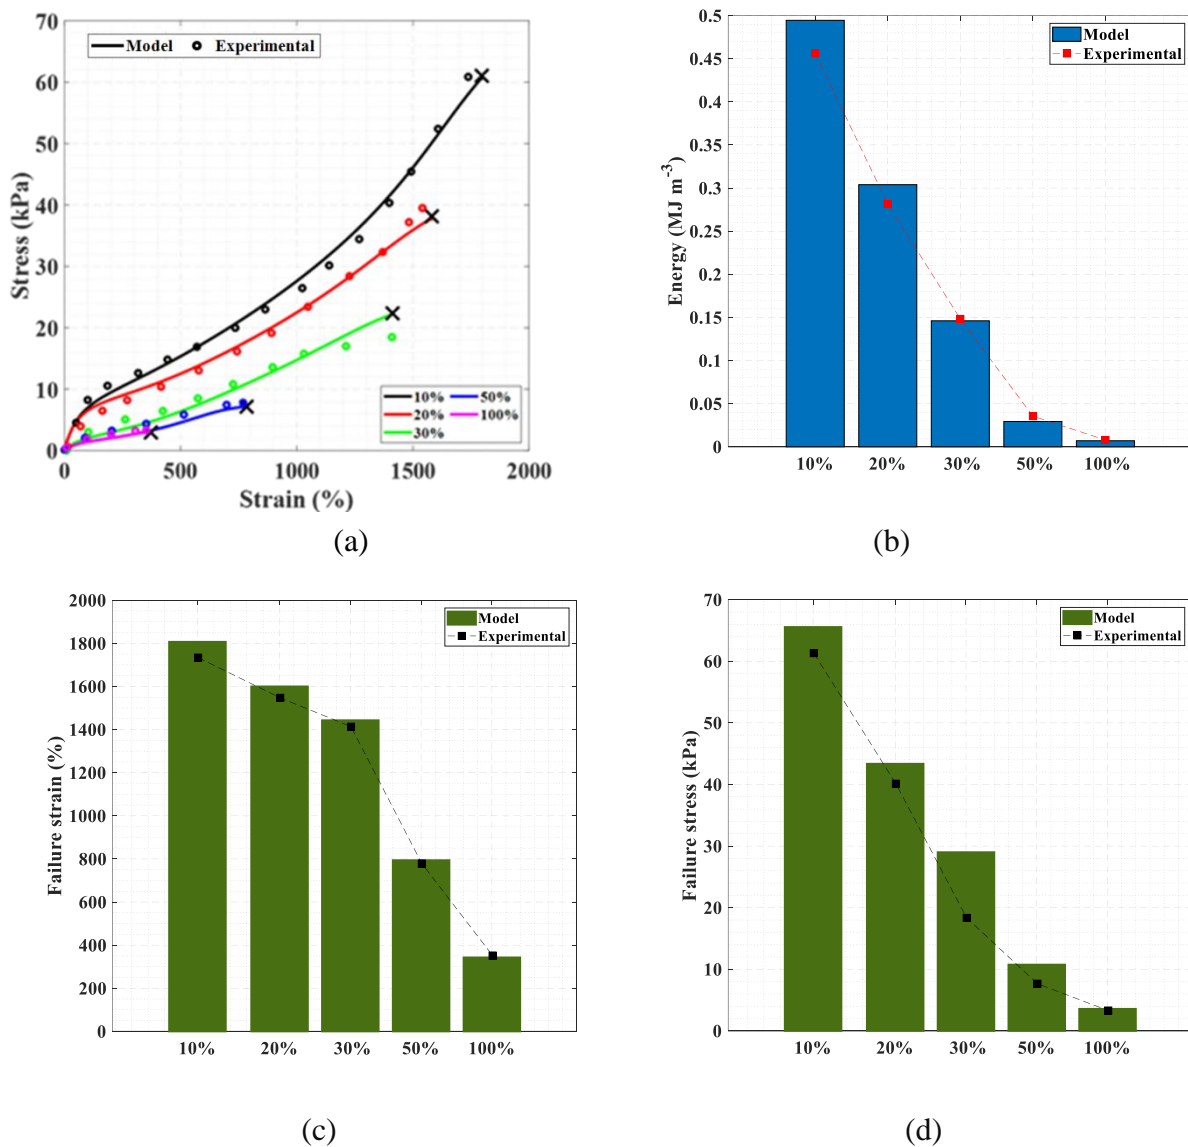 70
60
50
40
30
20
10
0
Stress (kPa)
Model Experimental
10% 50%
20% 100%
30%
0 500 1000 1500 2000
Strain (%)
(a)
0.5
0.45
0.4
0.35
0.3
0.25
0.2
0.15
0.1
0.05
0
Energy (MJ m-3)
Model
Experimental
10% 20% 30% 50% 100%
(b)
2000
1800
1600
1400
1200
1000
800
600
400
200
0
Failure strain (%)
Model
Experimental
10% 20% 30% 50% 100%
(c)
70
60
50
40
30
20
10
0
Failure stress (kPa)
Model
Experimental
10% 20% 30% 50% 100%
(d)